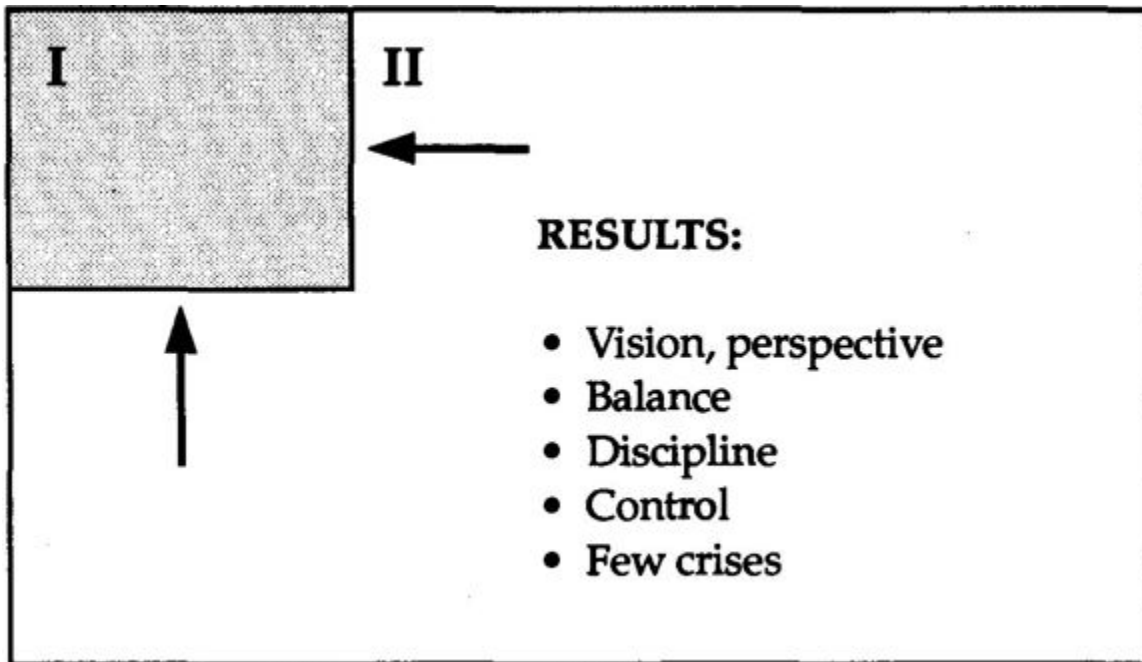 I
II
RESULTS:
• Vision, perspective
• Balance
• Discipline
• Control
• Few crises